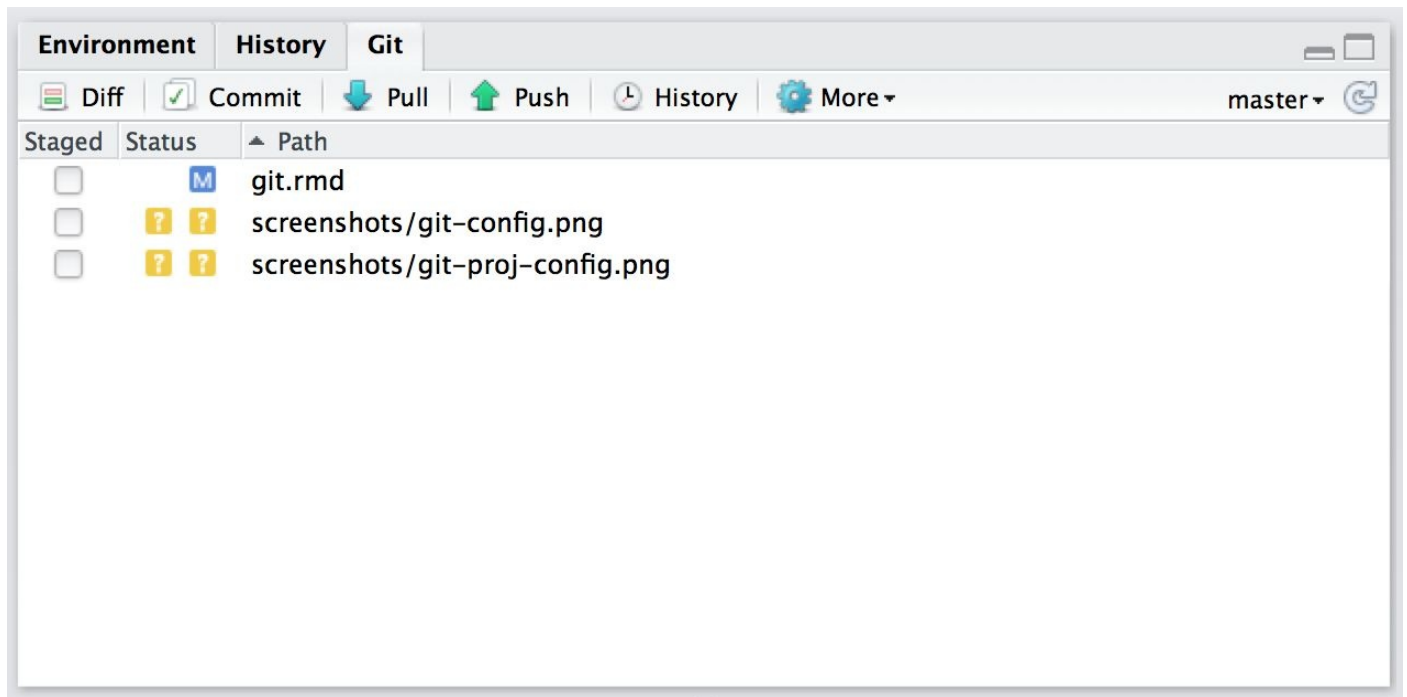 Environment History Git
Diff Commit Pull Push History More master
Staged Status Path
M git.rmd
? ? screenshots/git-config.png
? ? screenshots/git-proj-config.png